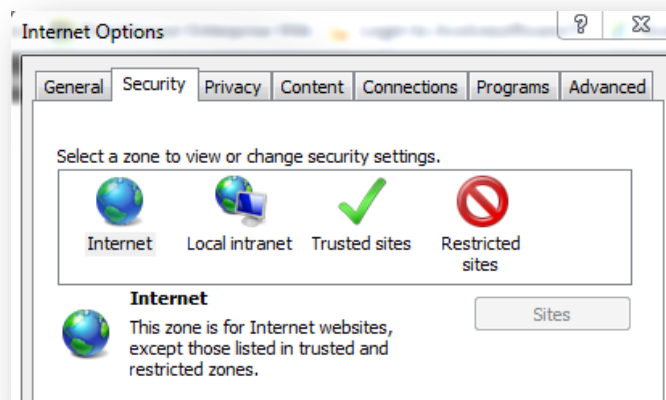 Internet Options
?
General Security Privacy Content Connections Programs Advanced
Select a zone to view or change security settings.
Internet Local intranet Trusted sites Restricted
sites
Internet
Sites
This zone is for Internet websites,
except those listed in trusted and
restricted zones.